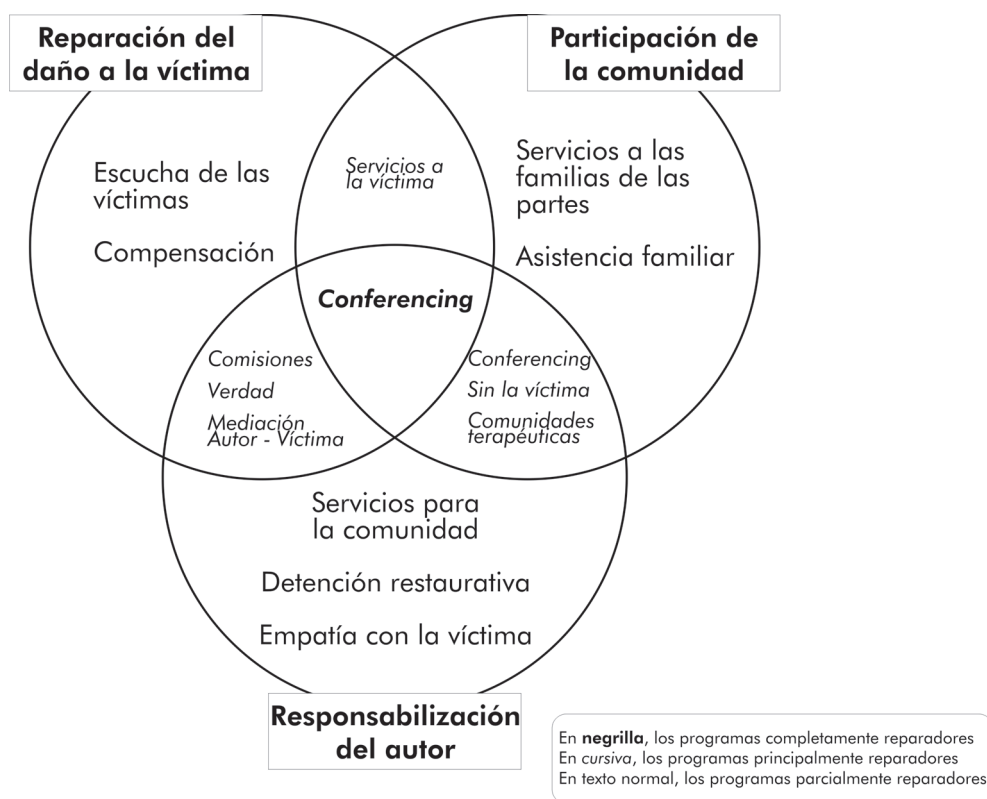 Reparación del
daño a la víctima
Participación de
la comunidad
Escucha de las
víctimas
Compensación
Servicios a
la víctima
Servicios a las
familias de las
partes
Asistencia familiar
Conferencing
Comisiones
Verdad
Mediación
Autor - Víctima
Conferencing
Sin la víctima
Comunidades
terapéuticas
Servicios para
la comunidad
Detención restaurativa
Empatía con la víctima
Responsabilización
del autor
En negrilla, los programas completamente reparadores
En cursiva, los programas principalmente reparadores
En texto normal, los programas parcialmente reparadores